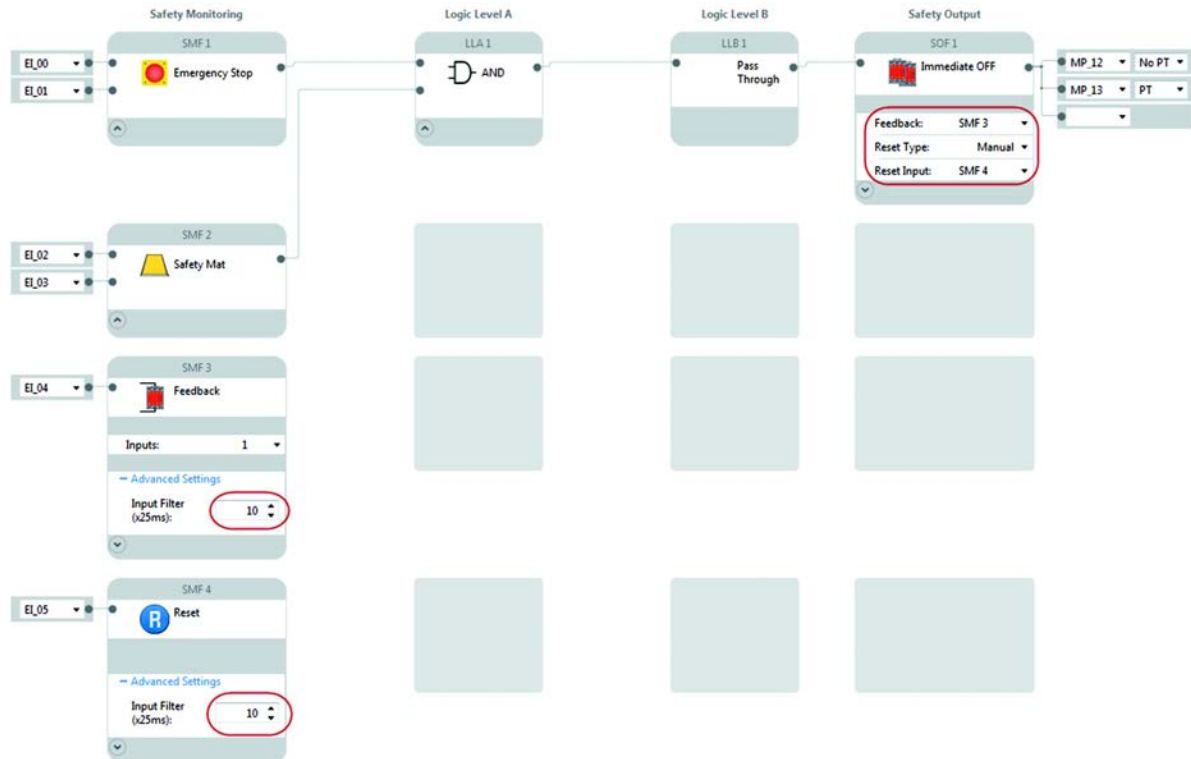 Safety Monitoring
Logic Level A
Logic Level B
Safety Output
SMF 1
EI_00
EI_01
Emergency Stop
LLA 1
AND
LLB 1
Pass
Through
SOF 1
Immediate OFF
Feedback: SMF 3
Reset Type: Manual
Reset Input: SMF 4
MP_12 No PT
MP_13 PT
SMF 2
EI_02
EI_03
Safety Mat
SMF 3
EI_04
Feedback
Inputs: 1
Advanced Settings
Input Filter
(x25ms): 10
SMF 4
EI_05
R
Reset
Advanced Settings
Input Filter
(x25ms): 10